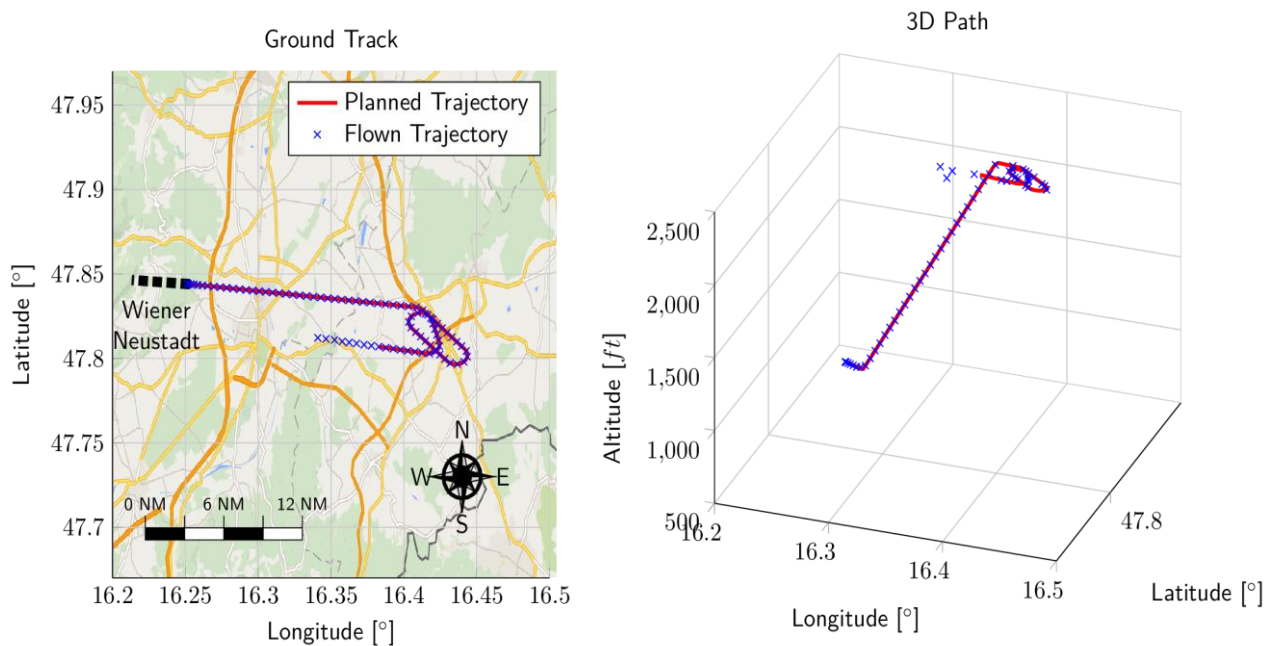 Ground Track
Planned Trajectory
× Flown Trajectory
47.95
47.9
47.85
47.8
47.75
47.7
Latitude [°]
Wiener
Neustadt
N
W E
S
0 NM 6 NM 12 NM
16.2 16.25 16.3 16.35 16.4 16.45 16.5
Longitude [°]
3D Path
2,500
2,000
1,500
1,000
500
Altitude [ft]
16.2
16.3
16.4
16.5
Longitude [°]
47.8
Latitude [°]